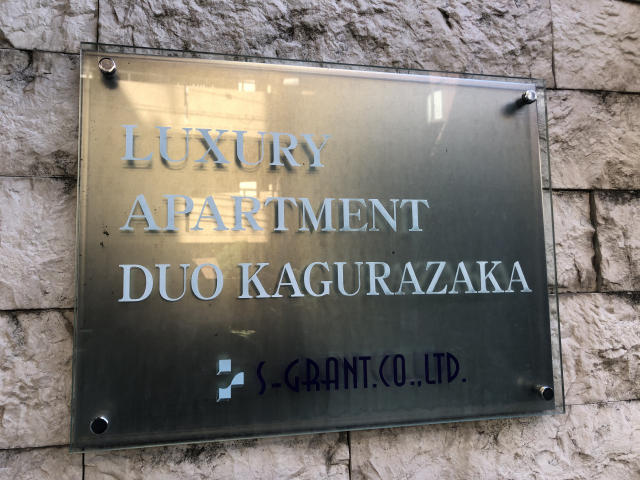 LUXURY
APARTMENT
DUO KAGURAZAKA
S-GRANT.CO.,LTD.